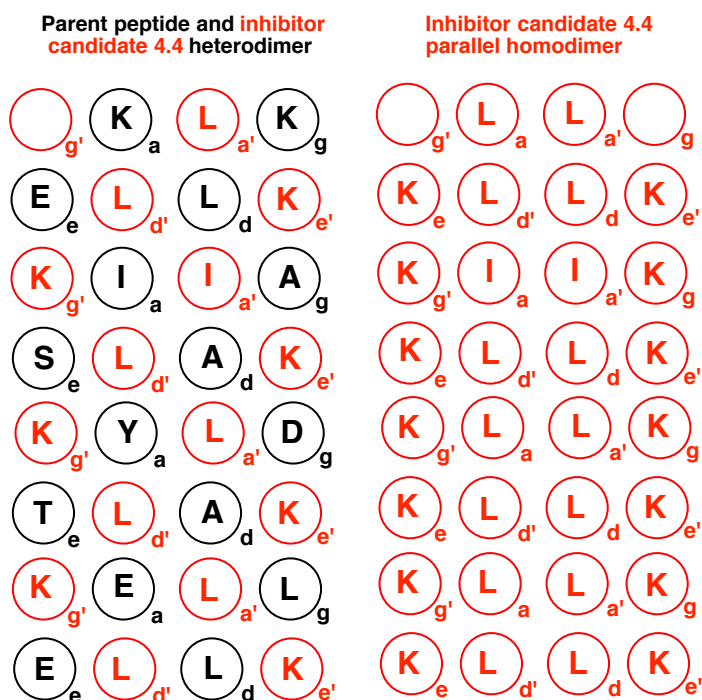 Parent peptide and inhibitor
candidate 4.4 heterodimer
Inhibitor candidate 4.4
parallel homodimer
g' K a L a' K g
g' L a L a' g
E e L d' L d K e'
K e L d' L d K e'
K g' I a I a' A g
K g' I a I a' K g
S e L d' A d K e'
K e L d' L d K e'
K g' Y a L a' D g
K g' L a L a' K g
T e L d' A d K e'
K e L d' L d K e'
K g' E a L a' L g
K g' L a L a' K g
E e L d' L d K e'
K e L d' L d K e'